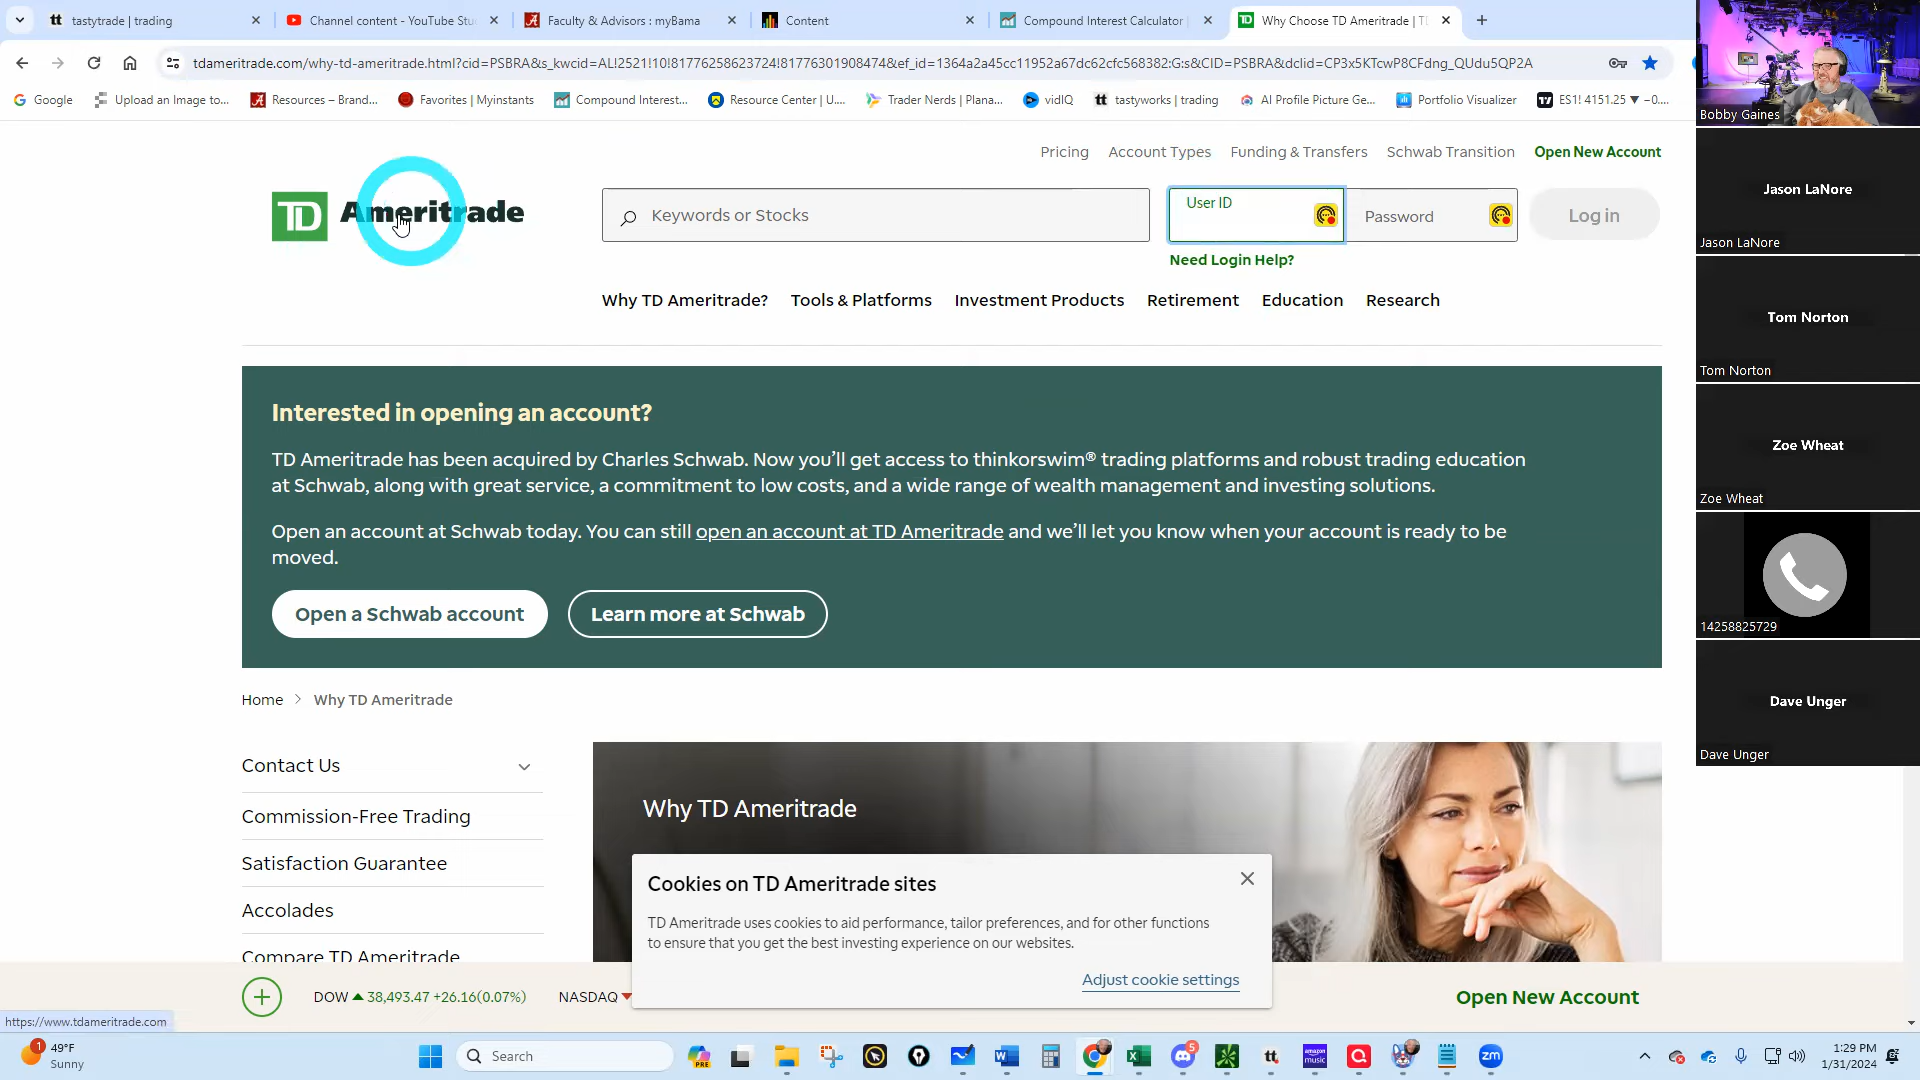 tastytrade | trading
Channel content - YouTube Stu
Faculty & Advisors : myBama
Content
Compound Interest Calculator |
Why Choose TD Ameritrade | T
tdameritrade.com/why-td-ameritrade.html?cid=PSBRA&s_kwcid=AL!2521!10!81776258623724!81776301908474&ef_id=1364a2a45cc11952a67dc62cfc568382:G:s&CID=PSBRA&dclid=CP3x5KTcwP8CFdng_QUdu5QP2A
Google
Upload an Image to...
Resources – Brand...
Favorites | Myinstants
Compound Interest...
Resource Center | U....
Trader Nerds | Plana...
vidIQ
tastyworks | trading
AI Profile Picture Ge...
Portfolio Visualizer
ES1! 4151.25 ▼ −0....
Bobby Gaines
Pricing
Account Types
Funding & Transfers
Schwab Transition
Open New Account
TD Ameritrade
Keywords or Stocks
User ID
Password
Log in
Need Login Help?
Why TD Ameritrade?
Tools & Platforms
Investment Products
Retirement
Education
Research
Jason LaNore
Jason LaNore
Tom Norton
Tom Norton
Zoe Wheat
Zoe Wheat
14258825729
Dave Unger
Dave Unger
Interested in opening an account?
TD Ameritrade has been acquired by Charles Schwab. Now you’ll get access to thinkorswim® trading platforms and robust trading education
at Schwab, along with great service, a commitment to low costs, and a wide range of wealth management and investing solutions.
Open an account at Schwab today. You can still open an account at TD Ameritrade and we’ll let you know when your account is ready to be
moved.
Open a Schwab account
Learn more at Schwab
Home > Why TD Ameritrade
Contact Us
Commission-Free Trading
Satisfaction Guarantee
Accolades
Compare TD Ameritrade
Why TD Ameritrade
Cookies on TD Ameritrade sites
TD Ameritrade uses cookies to aid performance, tailor preferences, and for other functions
to ensure that you get the best investing experience on our websites.
Adjust cookie settings
DOW ▲ 38,493.47 +26.16(0.07%)
NASDAQ ▼
Open New Account
https://www.tdameritrade.com
1
49°F
Sunny
Search
PRE
W
X
5
tt
amazon music
zm
1:29 PM
1/31/2024